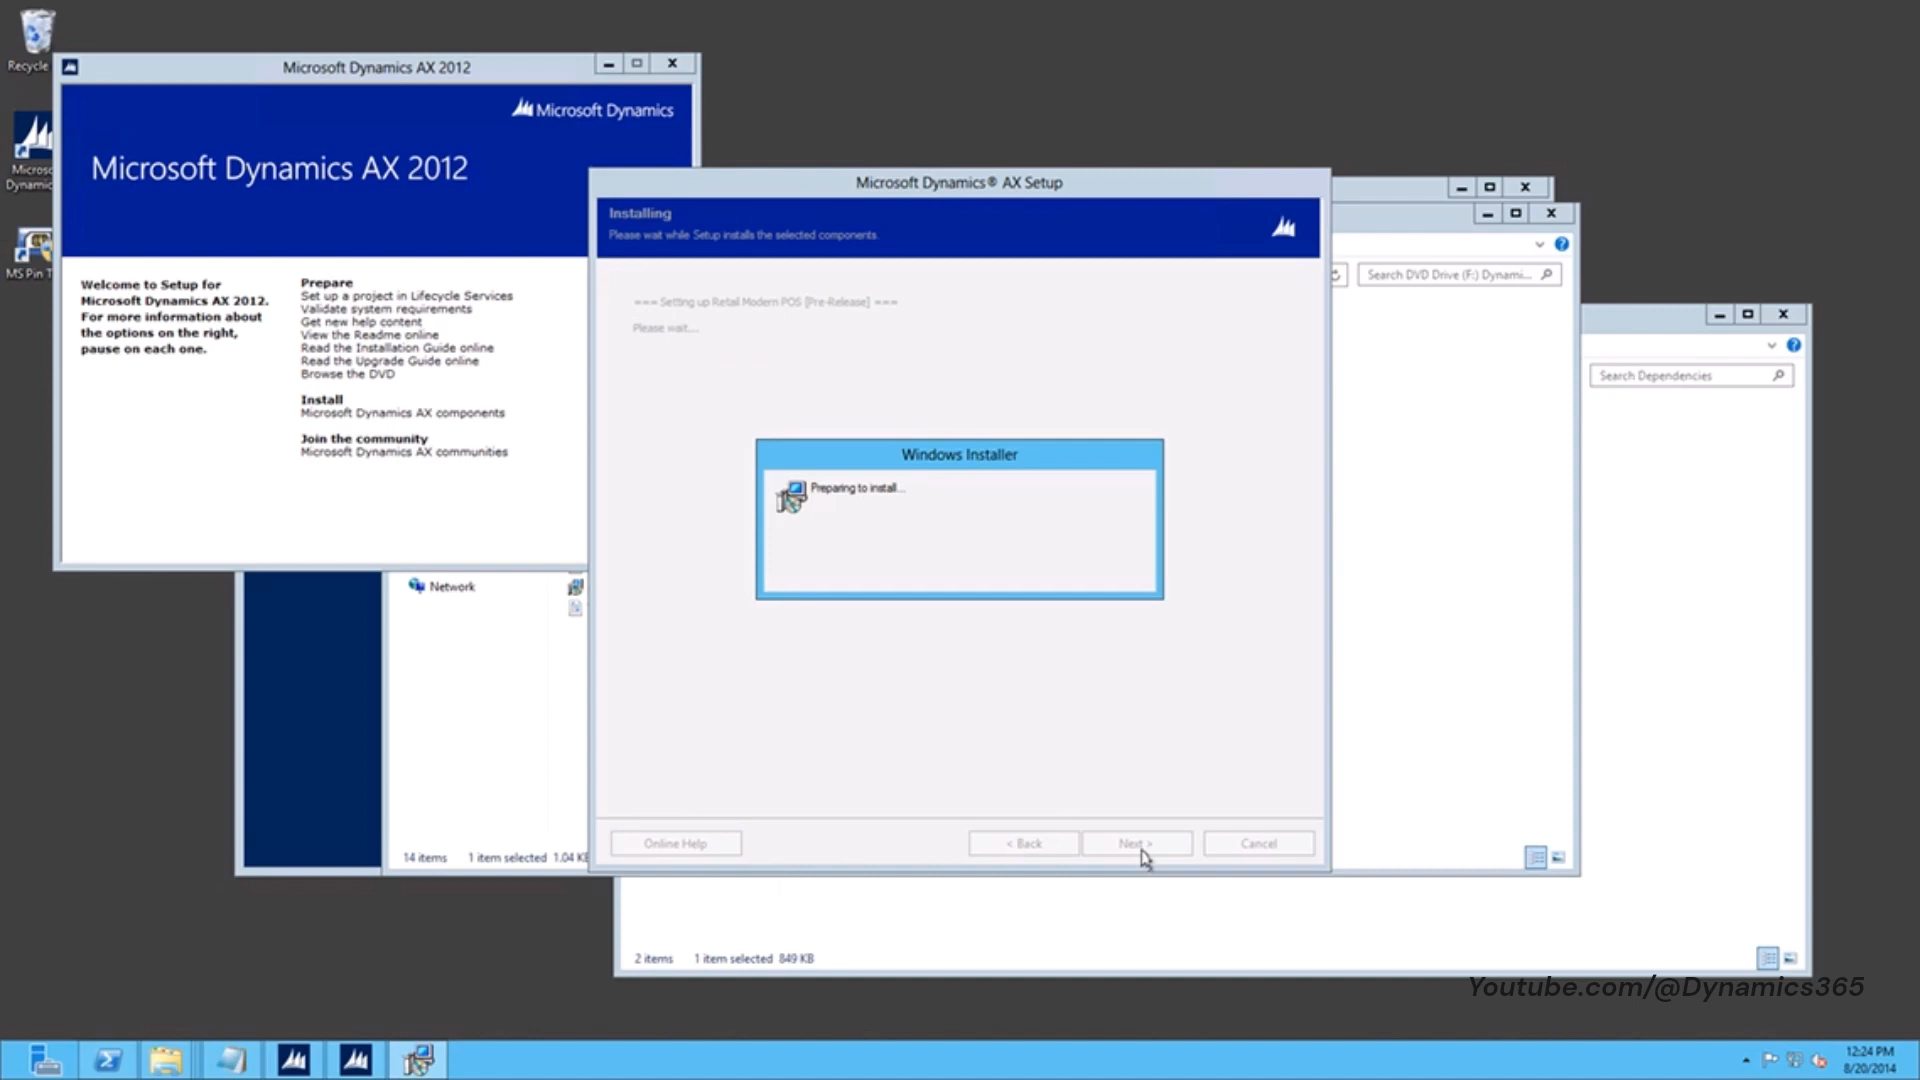 Recycle
Microsoft Dynamics AX 2012
Microsoft Dynamics
Microsoft Dynamics AX 2012
Micros
Dynamic
MS Pin T
Welcome to Setup for
Microsoft Dynamics AX 2012.
For more information about
the options on the right,
pause on each one.
Prepare
Set up a project in Lifecycle Services
Validate system requirements
Get new help content
View the Readme online
Read the Installation Guide online
Read the Upgrade Guide online
Browse the DVD
Install
Microsoft Dynamics AX components
Join the community
Microsoft Dynamics AX communities
Microsoft Dynamics® AX Setup
Installing
Please wait while Setup installs the selected components.
=== Setting up Retail Modern POS [Pre-Release] ===
Please wait....
Windows Installer
Preparing to install...
Online Help
< Back
Next >
Cancel
Search DVD Drive (F:) Dynami...
Search Dependencies
Network
14 items 1 item selected 1.04 KB
2 items 1 item selected 849 KB
Youtube.com/@Dynamics365
12:24 PM
8/20/2014